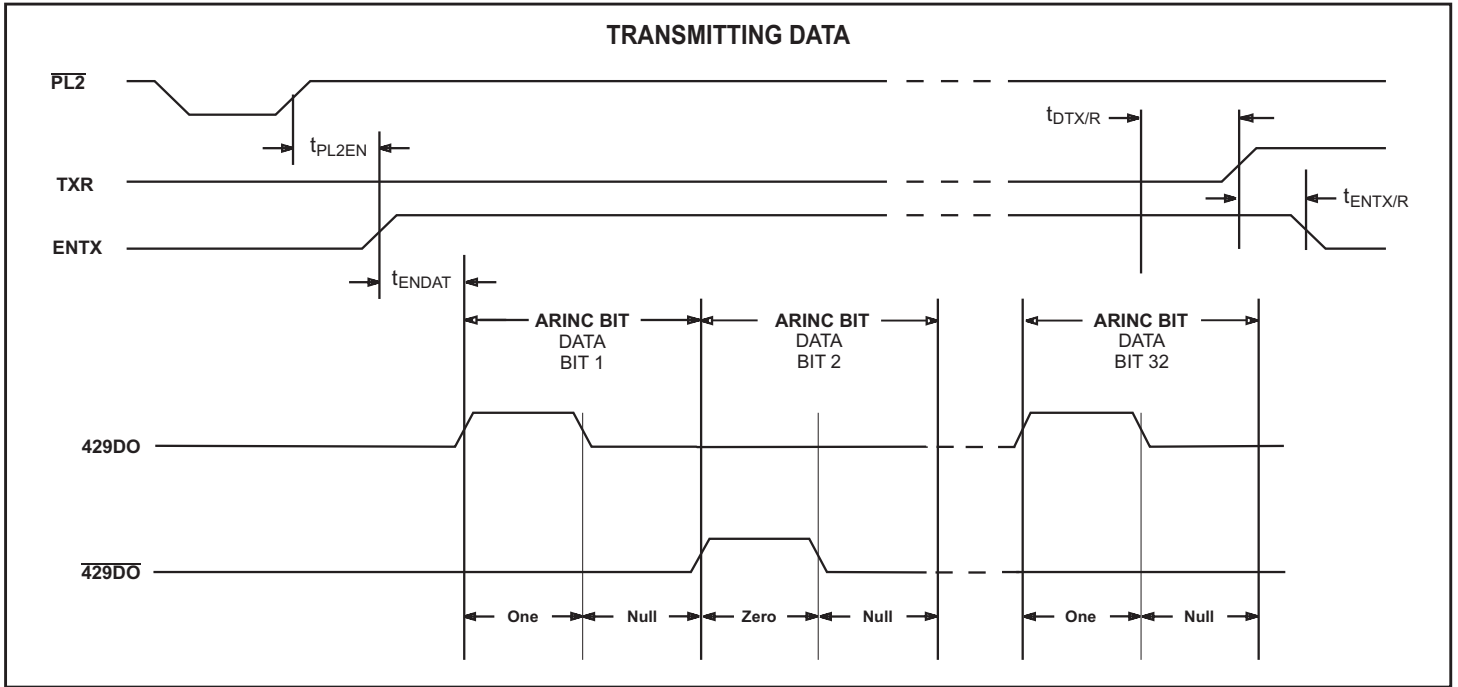 TRANSMITTING DATA
PL2
tDTX/R
tPL2EN
TXR
tENTX/R
ENTX
tENDAT
ARINC BIT
DATA
BIT 1
ARINC BIT
DATA
BIT 2
ARINC BIT
DATA
BIT 32
429DO
429DO
One
Null
Zero
Null
One
Null